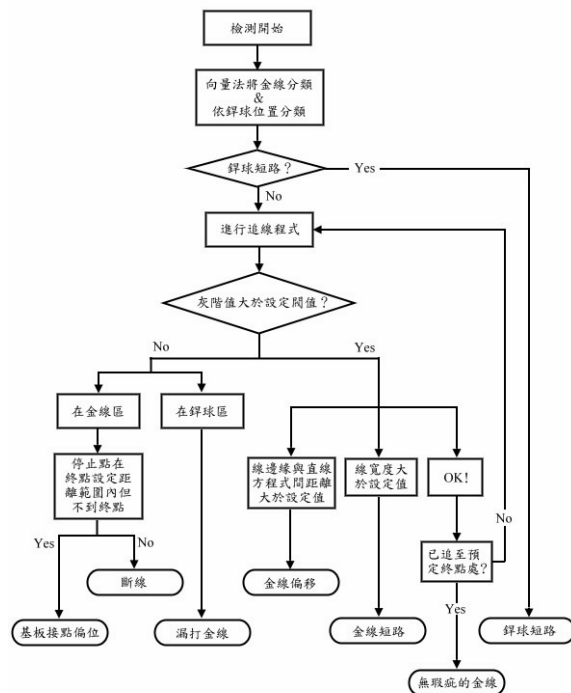 檢測開始
向量法將金線分類
&
依銲球位置分類
銲球短路？
Yes
No
進行追線程式
灰階值大於設定閥值？
No
Yes
在金線區
在銲球區
停止點在
終點設定距
離範圍內但
不到終點
線邊緣與直線
方程式間距離
大於設定值
線寬度大
於設定值
OK!
No
Yes
No
已追至預
定終點處?
斷線
金線偏移
Yes
基板接點偏位
漏打金線
金線短路
銲球短路
無瑕疵的金線